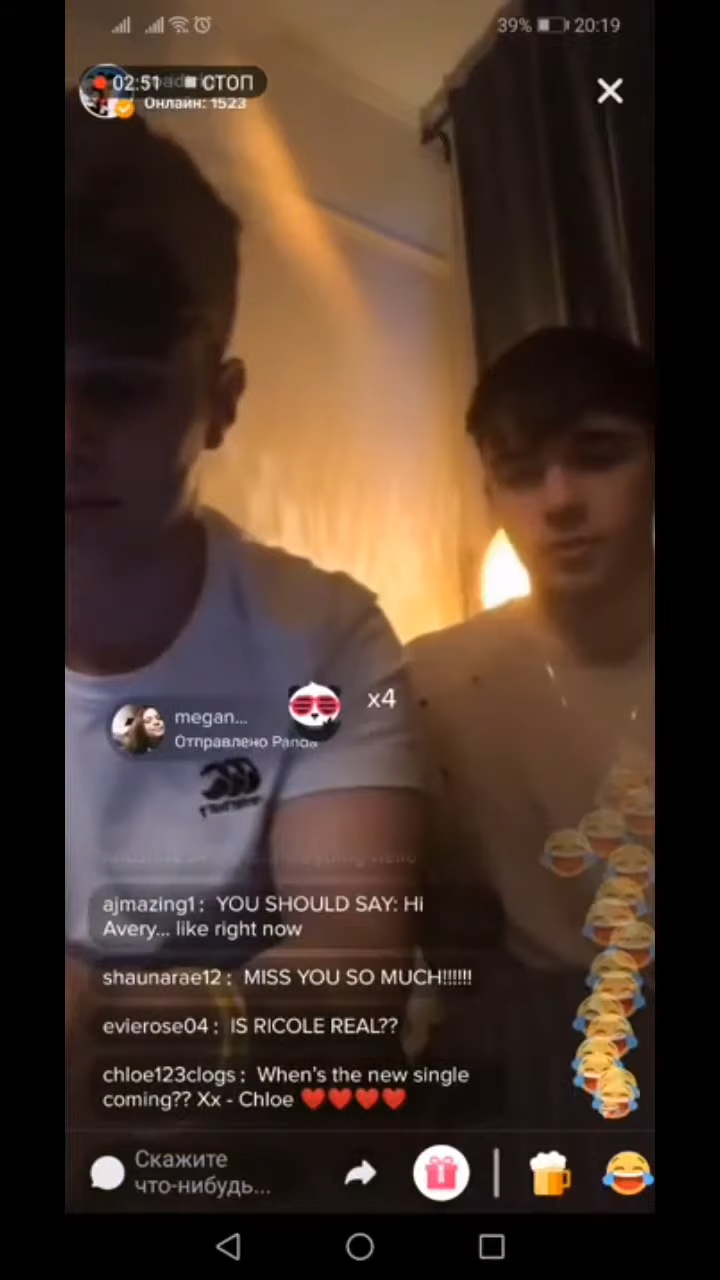 39% 20:19
02:51 СТОП
Онлайн: 1523
x4
megan...
Отправлено Panda
ajmazing1: YOU SHOULD SAY: Hi
Avery... like right now
shaunarae12: MISS YOU SO MUCH!!!!!!
evierose04: IS RICOLE REAL??
chloe123clogs: When's the new single
coming?? Xx - Chloe ❤️❤️❤️❤️
Скажите
что-нибудь...